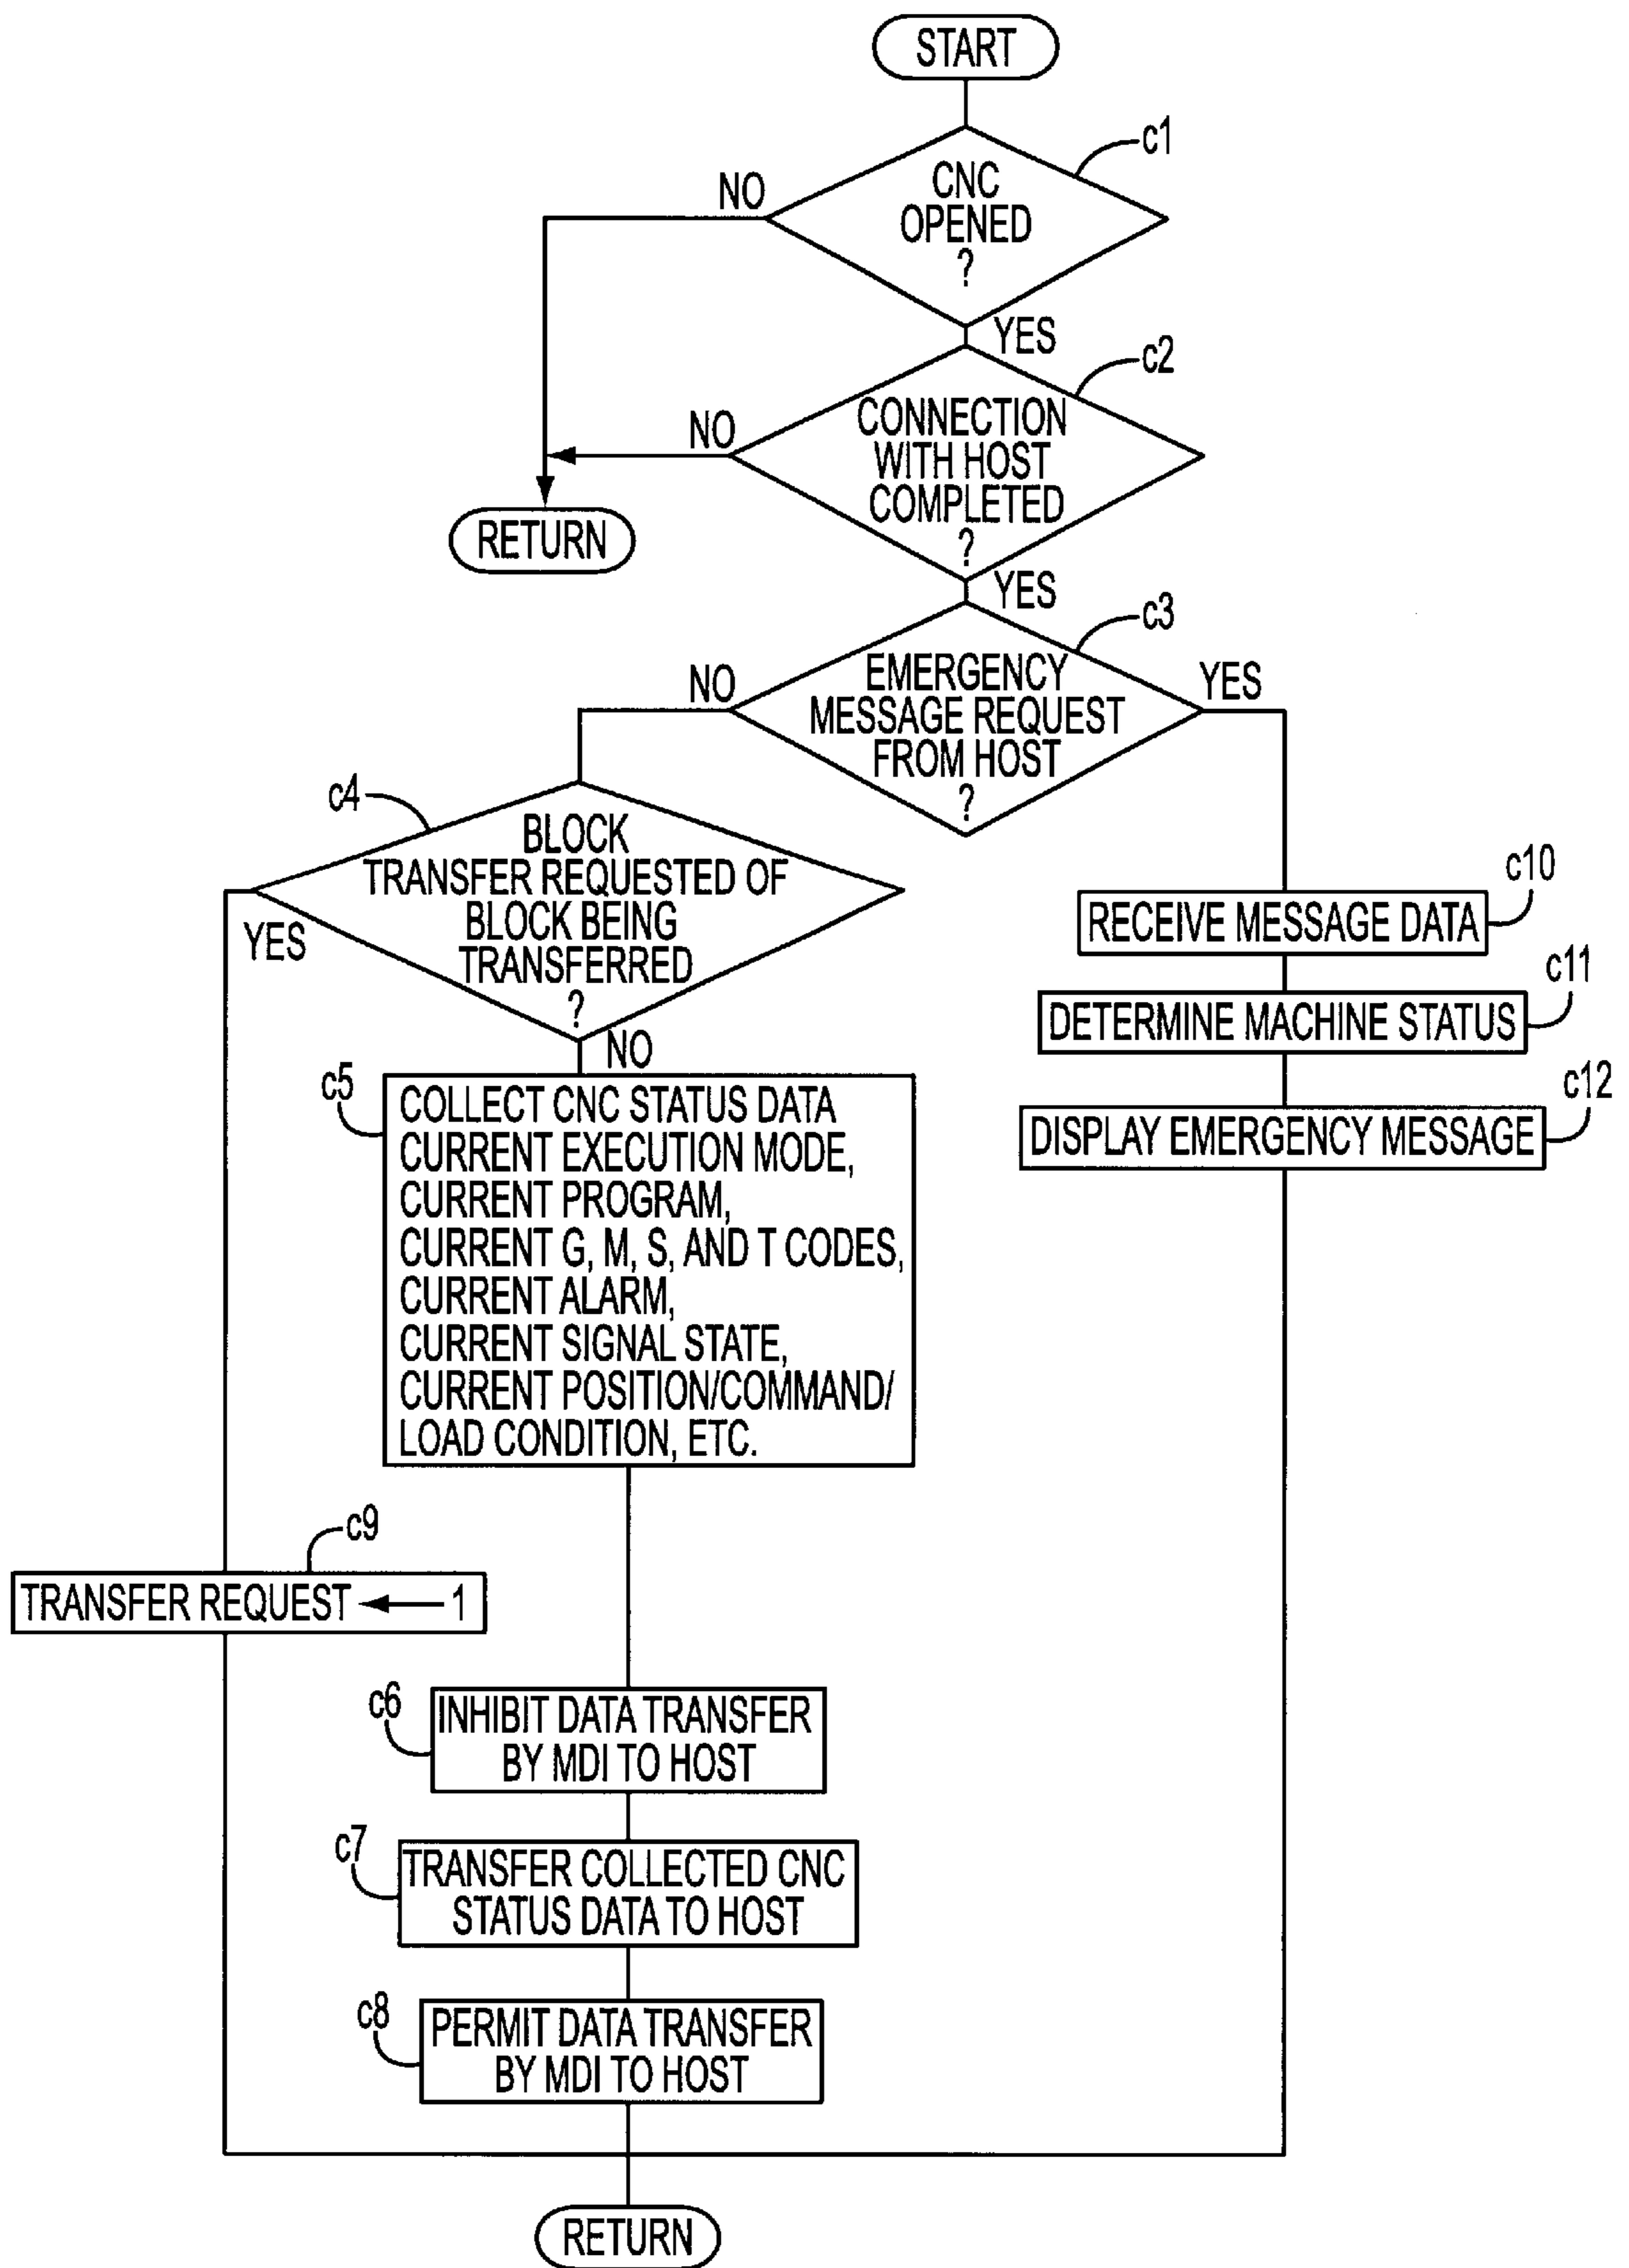 START
c1
CNC
OPENED
?
NO
YES
c2
CONNECTION
WITH HOST
COMPLETED
?
NO
RETURN
YES
c3
EMERGENCY
MESSAGE REQUEST
FROM HOST
?
NO
YES
c4
BLOCK
TRANSFER REQUESTED OF
BLOCK BEING
TRANSFERRED
?
YES
NO
c10
RECEIVE MESSAGE DATA
c11
DETERMINE MACHINE STATUS
c12
DISPLAY EMERGENCY MESSAGE
c5
COLLECT CNC STATUS DATA
CURRENT EXECUTION MODE,
CURRENT PROGRAM,
CURRENT G, M, S, AND T CODES,
CURRENT ALARM,
CURRENT SIGNAL STATE,
CURRENT POSITION/COMMAND/
LOAD CONDITION, ETC.
c9
TRANSFER REQUEST ← 1
c6
INHIBIT DATA TRANSFER
BY MDI TO HOST
c7
TRANSFER COLLECTED CNC
STATUS DATA TO HOST
c8
PERMIT DATA TRANSFER
BY MDI TO HOST
RETURN